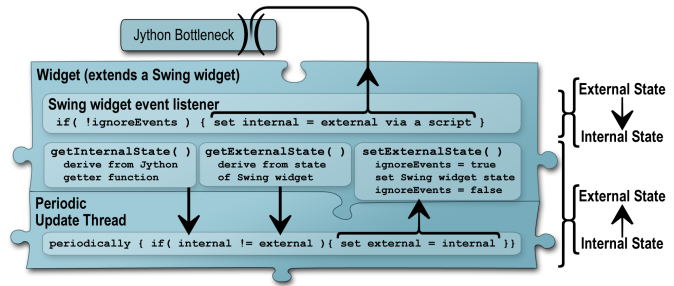 Jython Bottleneck
Widget (extends a Swing widget)
Swing widget event listener
if( !ignoreEvents ) { set internal = external via a script }
getInternalState( )
derive from Jython
getter function
getExternalState( )
derive from state
of Swing widget
setExternalState( )
ignoreEvents = true
set Swing widget state
ignoreEvents = false
Periodic
Update Thread
periodically { if( internal != external ){ set external = internal }}
External State
Internal State
External State
Internal State